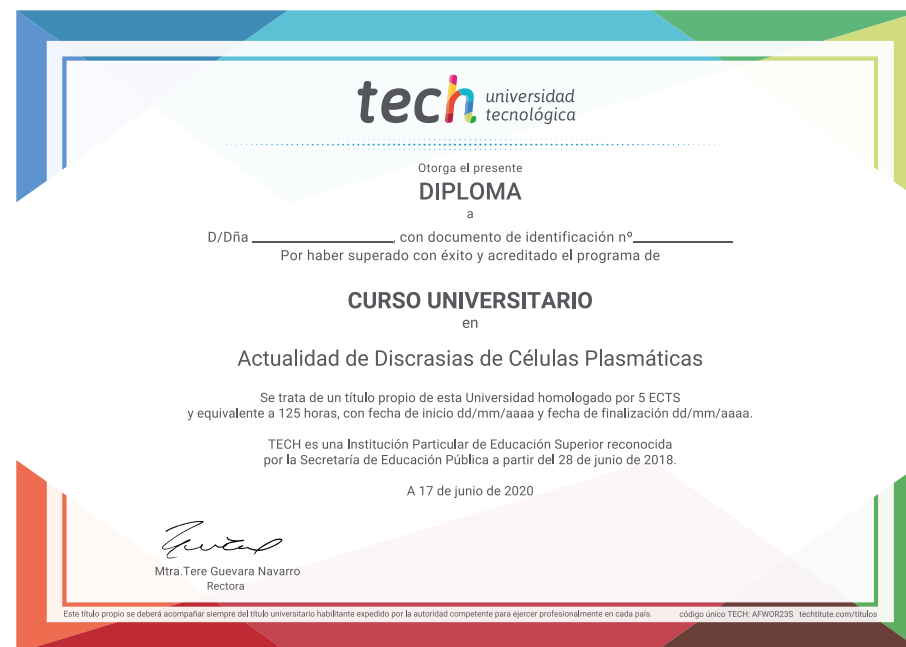 tech universidad
tecnológica
Otorga el presente
DIPLOMA
a
D/Dña ____________________, con documento de identificación nº______________
Por haber superado con éxito y acreditado el programa de
CURSO UNIVERSITARIO
en
Actualidad de Discrasias de Células Plasmáticas
Se trata de un título propio de esta Universidad homologado por 5 ECTS
y equivalente a 125 horas, con fecha de inicio dd/mm/aaaa y fecha de finalización dd/mm/aaaa.
TECH es una Institución Particular de Educación Superior reconocida
por la Secretaría de Educación Pública a partir del 28 de junio de 2018.
A 17 de junio de 2020
Mtra.Tere Guevara Navarro
Rectora
Este título propio se deberá acompañar siempre del título universitario habilitante expedido por la autoridad competente para ejercer profesionalmente en cada país. código único TECH: AFWOR23S techtitute.com/títulos